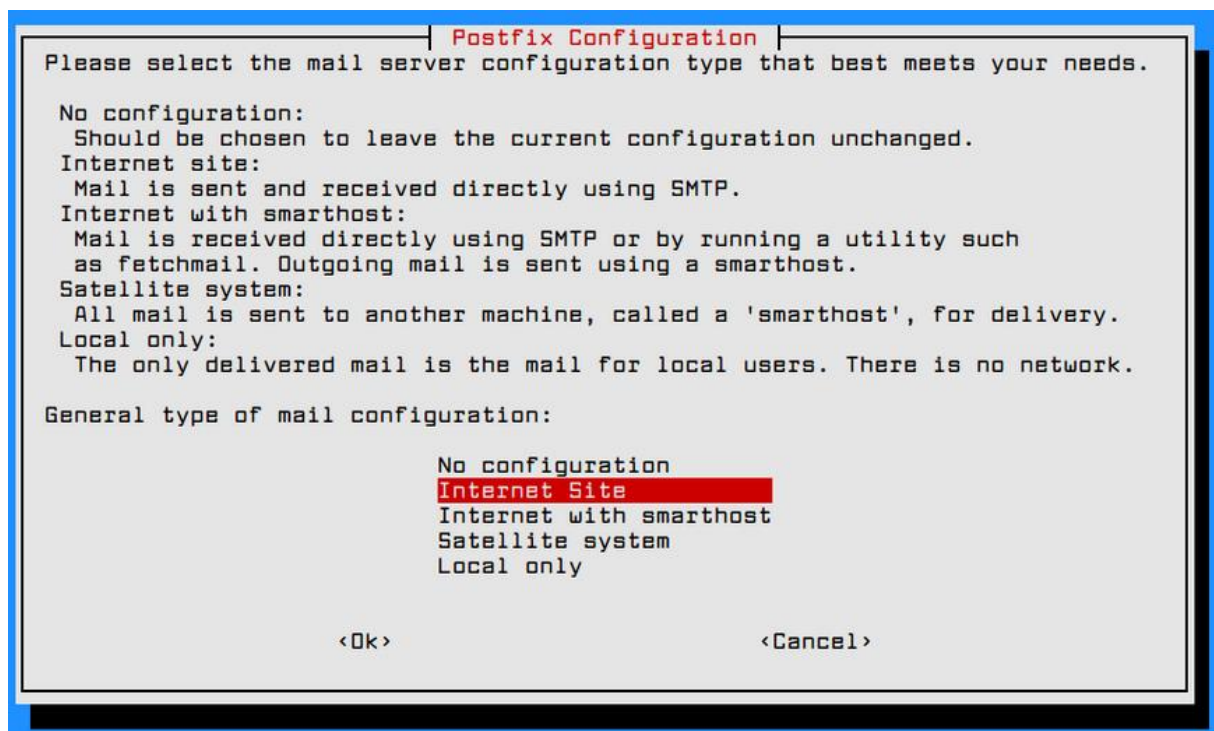 Postfix Configuration
Please select the mail server configuration type that best meets your needs.
No configuration:
Should be chosen to leave the current configuration unchanged.
Internet site:
Mail is sent and received directly using SMTP.
Internet with smarthost:
Mail is received directly using SMTP or by running a utility such
as fetchmail. Outgoing mail is sent using a smarthost.
Satellite system:
All mail is sent to another machine, called a 'smarthost', for delivery.
Local only:
The only delivered mail is the mail for local users. There is no network.
General type of mail configuration:
No configuration
Internet Site
Internet with smarthost
Satellite system
Local only
<Ok> <Cancel>